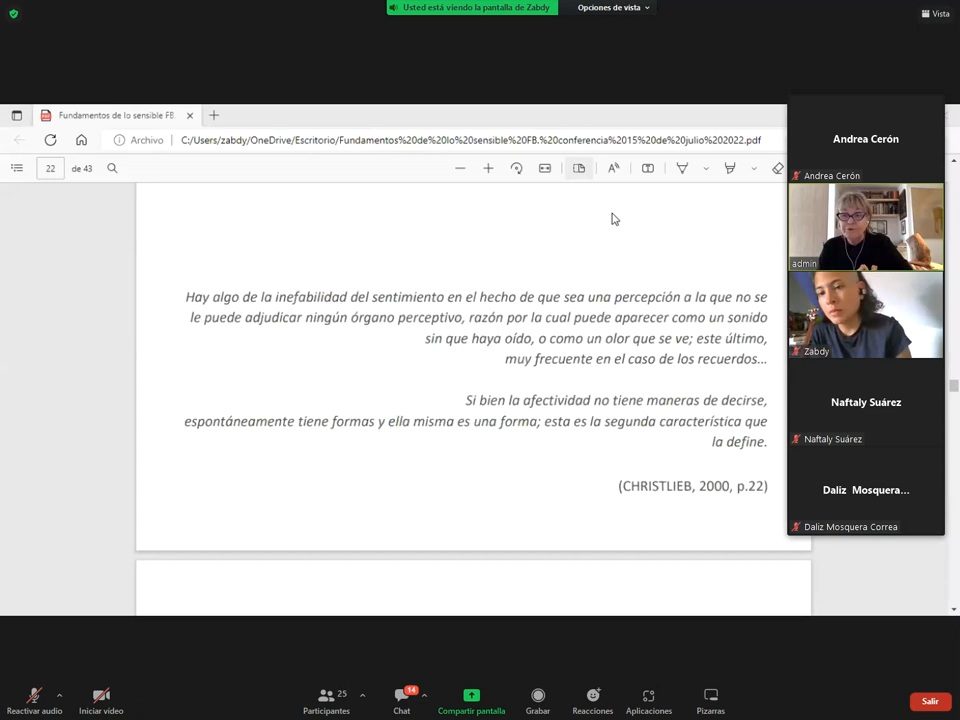 Usted está viendo la pantalla de Zabdy
Opciones de vista
Vista
Fundamentos de lo sensible FB.
Archivo
C:/Users/zabdy/OneDrive/Escritorio/Fundamentos%20de%20lo%20sensible%20FB.%20conferencia%2015%20de%20julio%202022.pdf
22
de 43
Andrea Cerón
Andrea Cerón
admin
Zabdy
Naftaly Suárez
Naftaly Suárez
Daliz Mosquera...
Daliz Mosquera Correa
Hay algo de la inefabilidad del sentimiento en el hecho de que sea una percepción a la que no se
le puede adjudicar ningún órgano perceptivo, razón por la cual puede aparecer como un sonido
sin que haya oído, o como un olor que se ve; este último,
muy frecuente en el caso de los recuerdos...
Si bien la afectividad no tiene maneras de decirse,
espontáneamente tiene formas y ella misma es una forma; esta es la segunda característica que
la define.
(CHRISTLIEB, 2000, p.22)
Reactivar audio
Iniciar video
25
Participantes
14
Chat
Compartir pantalla
Grabar
Reacciones
Aplicaciones
Pizarras
Salir